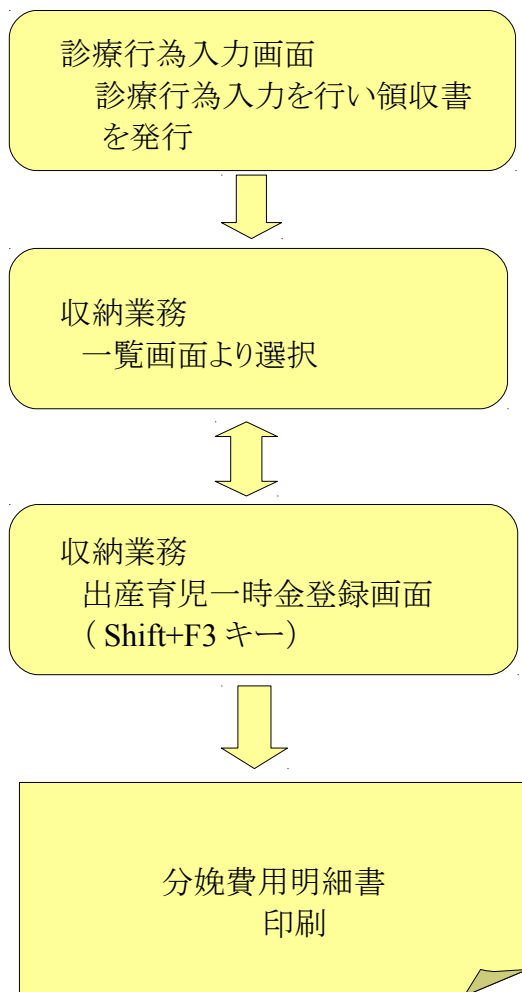 診療行為入力画面
診療行為入力を行い領収書
を発行
収納業務
一覧画面より選択
収納業務
出産育児一時金登録画面
( Shift+F3 キー)
分娩費用明細書
印刷